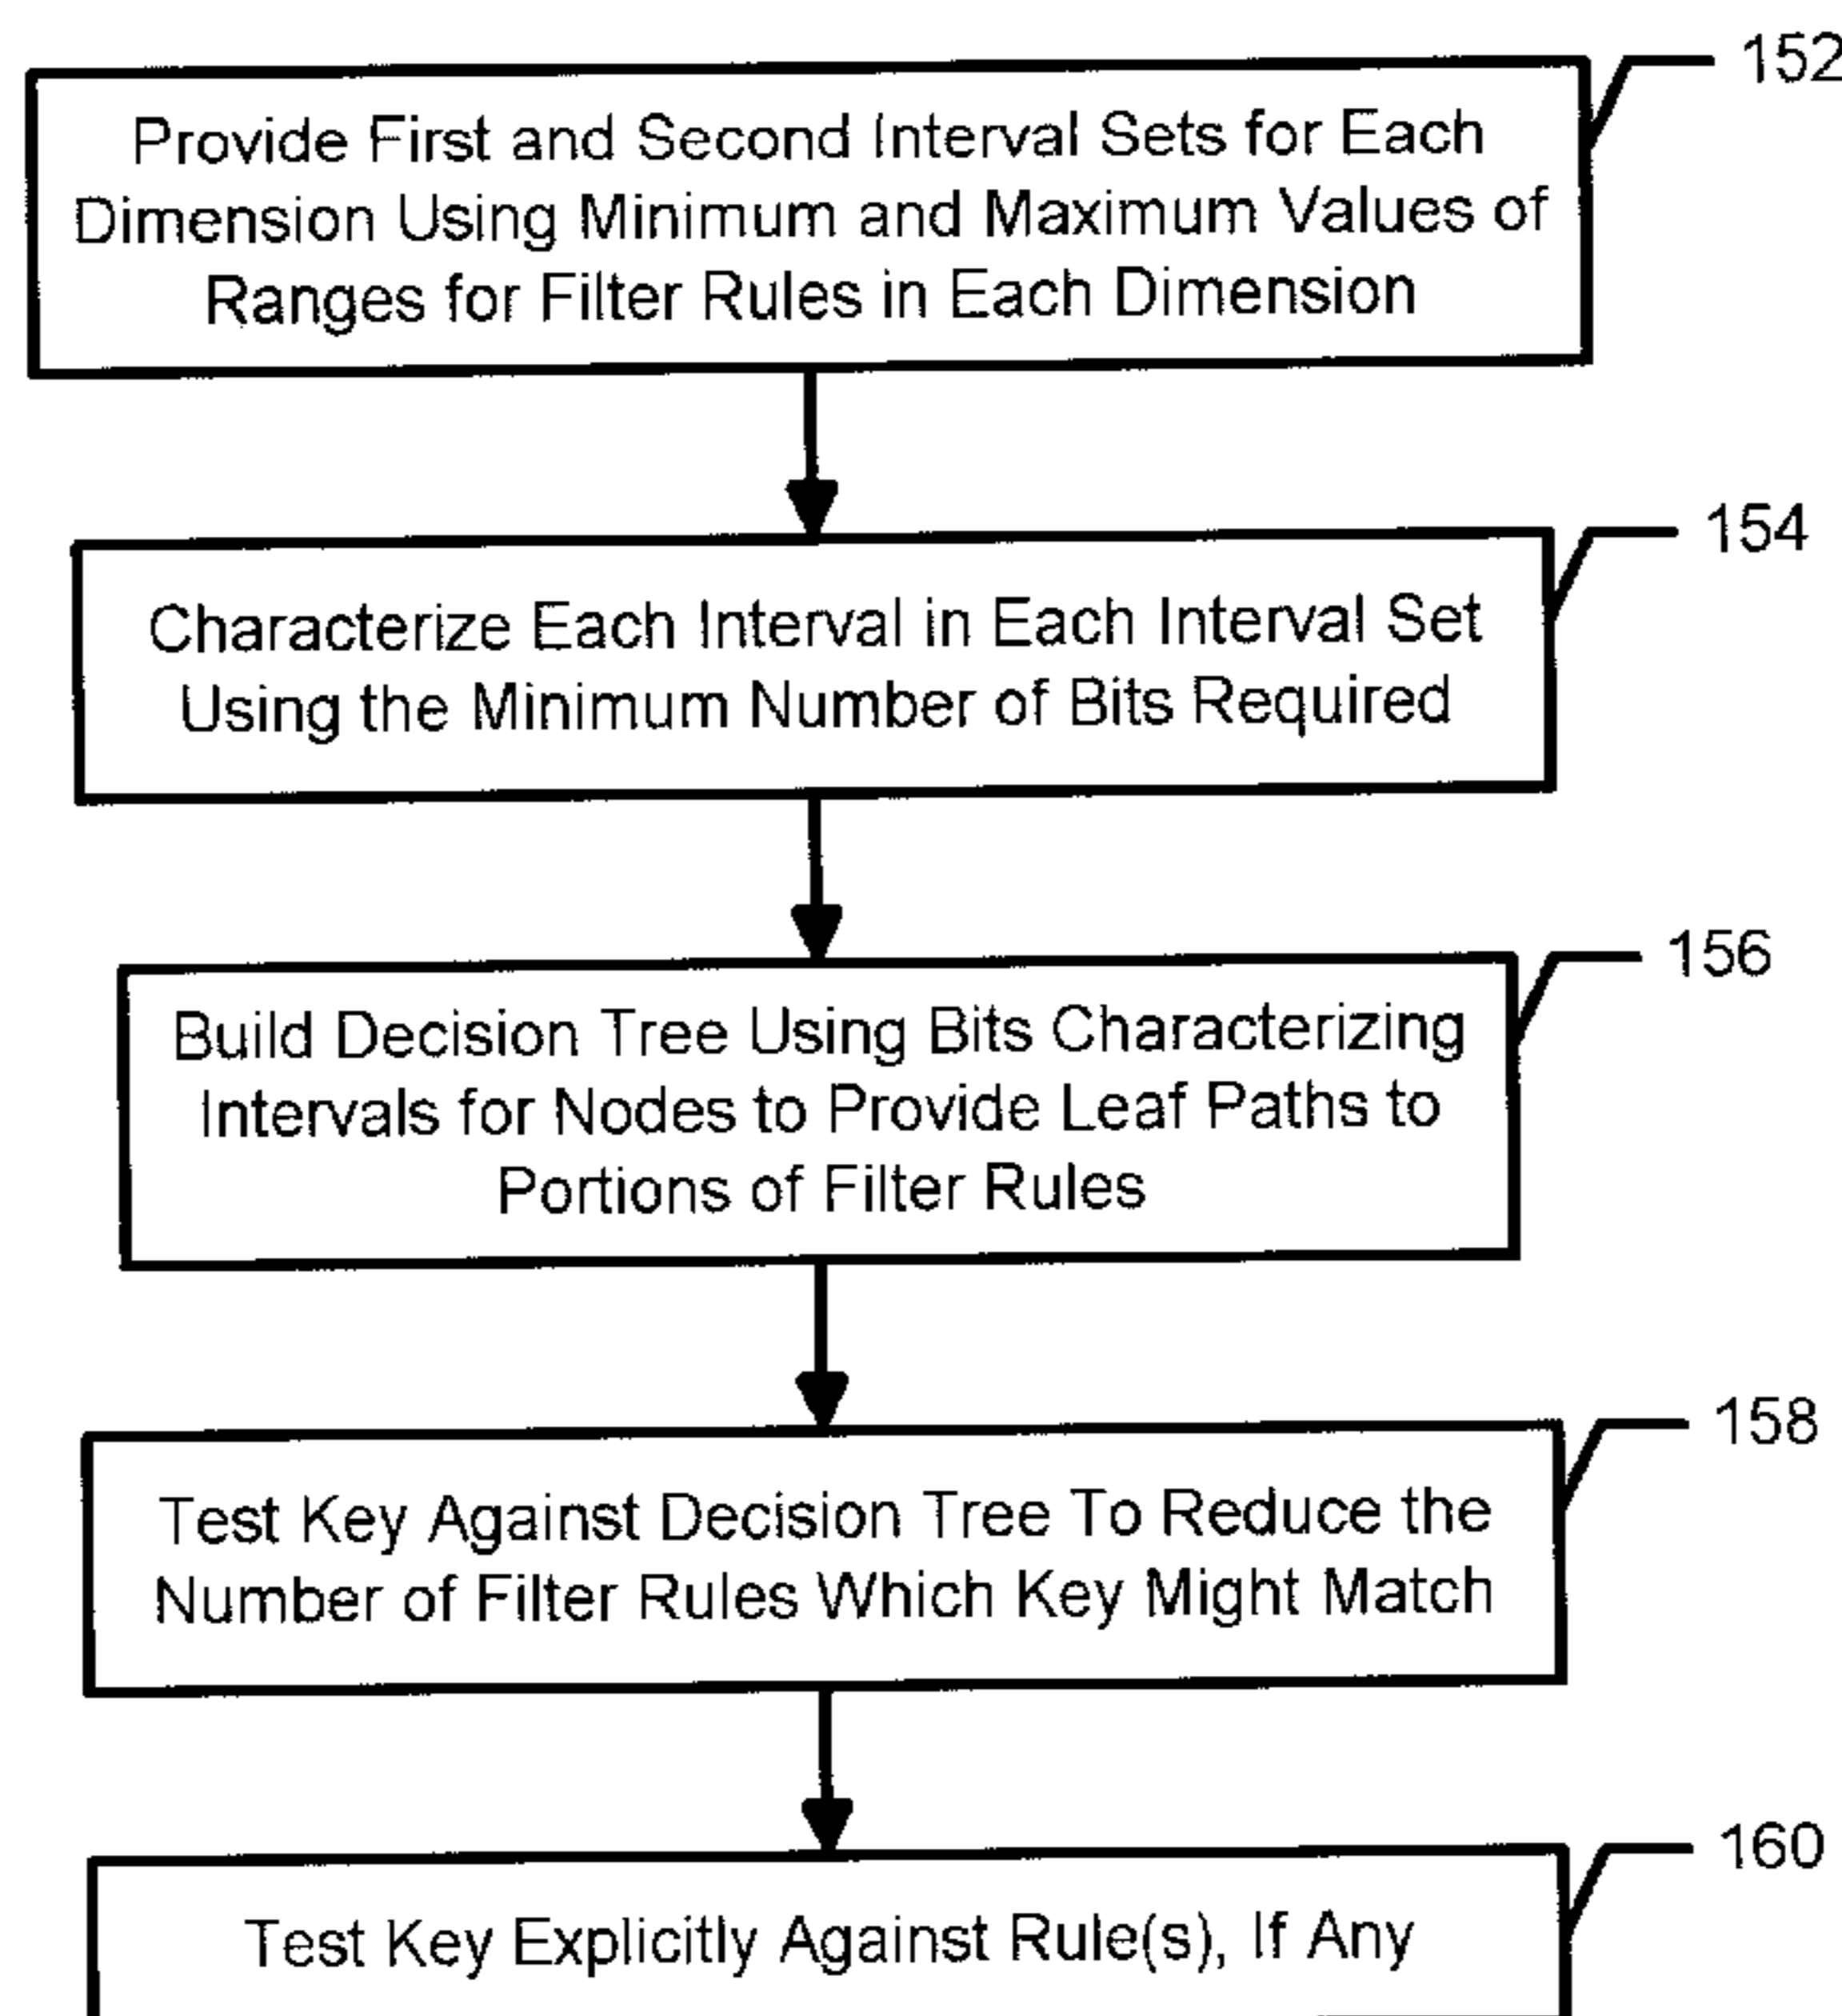 152
Provide First and Second Interval Sets for Each
Dimension Using Minimum and Maximum Values of
Ranges for Filter Rules in Each Dimension
154
Characterize Each Interval in Each Interval Set
Using the Minimum Number of Bits Required
156
Build Decision Tree Using Bits Characterizing
Intervals for Nodes to Provide Leaf Paths to
Portions of Filter Rules
158
Test Key Against Decision Tree To Reduce the
Number of Filter Rules Which Key Might Match
160
Test Key Explicitly Against Rule(s), If Any